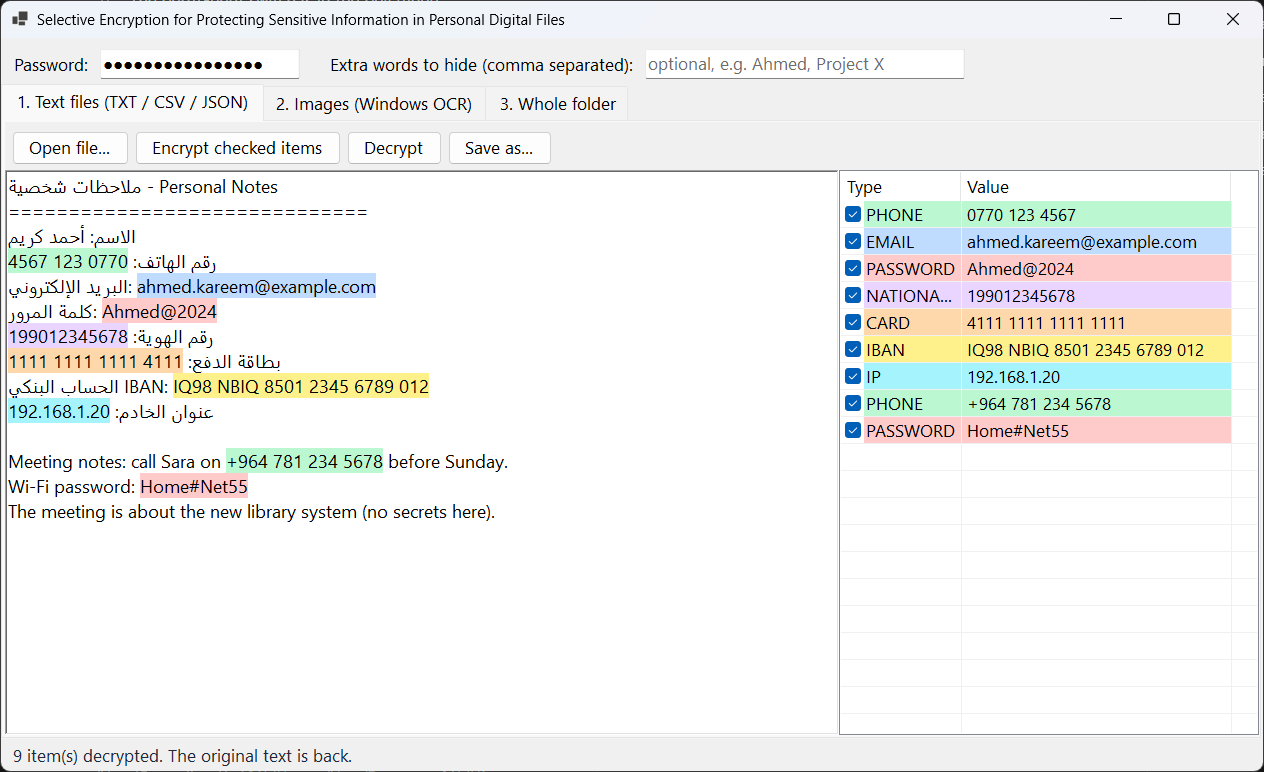 Selective Encryption for Protecting Sensitive Information in Personal Digital Files
Password: ●●●●●●●●●●●●●●●● Extra words to hide (comma separated): optional, e.g. Ahmed, Project X
1. Text files (TXT / CSV / JSON) 2. Images (Windows OCR) 3. Whole folder
Open file... Encrypt checked items Decrypt Save as...
ملاحظات شخصية - Personal Notes
==============================
الاسم: أحمد كريم
رقم الهاتف: 0770 123 4567
البريد الإلكتروني: ahmed.kareem@example.com
كلمة المرور: Ahmed@2024
رقم الهوية: 199012345678
بطاقة الدفع: 4111 1111 1111 1111
الحساب البنكي IBAN: IQ98 NBIQ 8501 2345 6789 012
عنوان الخادم: 192.168.1.20
Meeting notes: call Sara on +964 781 234 5678 before Sunday.
Wi-Fi password: Home#Net55
The meeting is about the new library system (no secrets here).
Type Value
PHONE 0770 123 4567
EMAIL ahmed.kareem@example.com
PASSWORD Ahmed@2024
NATIONA... 199012345678
CARD 4111 1111 1111 1111
IBAN IQ98 NBIQ 8501 2345 6789 012
IP 192.168.1.20
PHONE +964 781 234 5678
PASSWORD Home#Net55
9 item(s) decrypted. The original text is back.